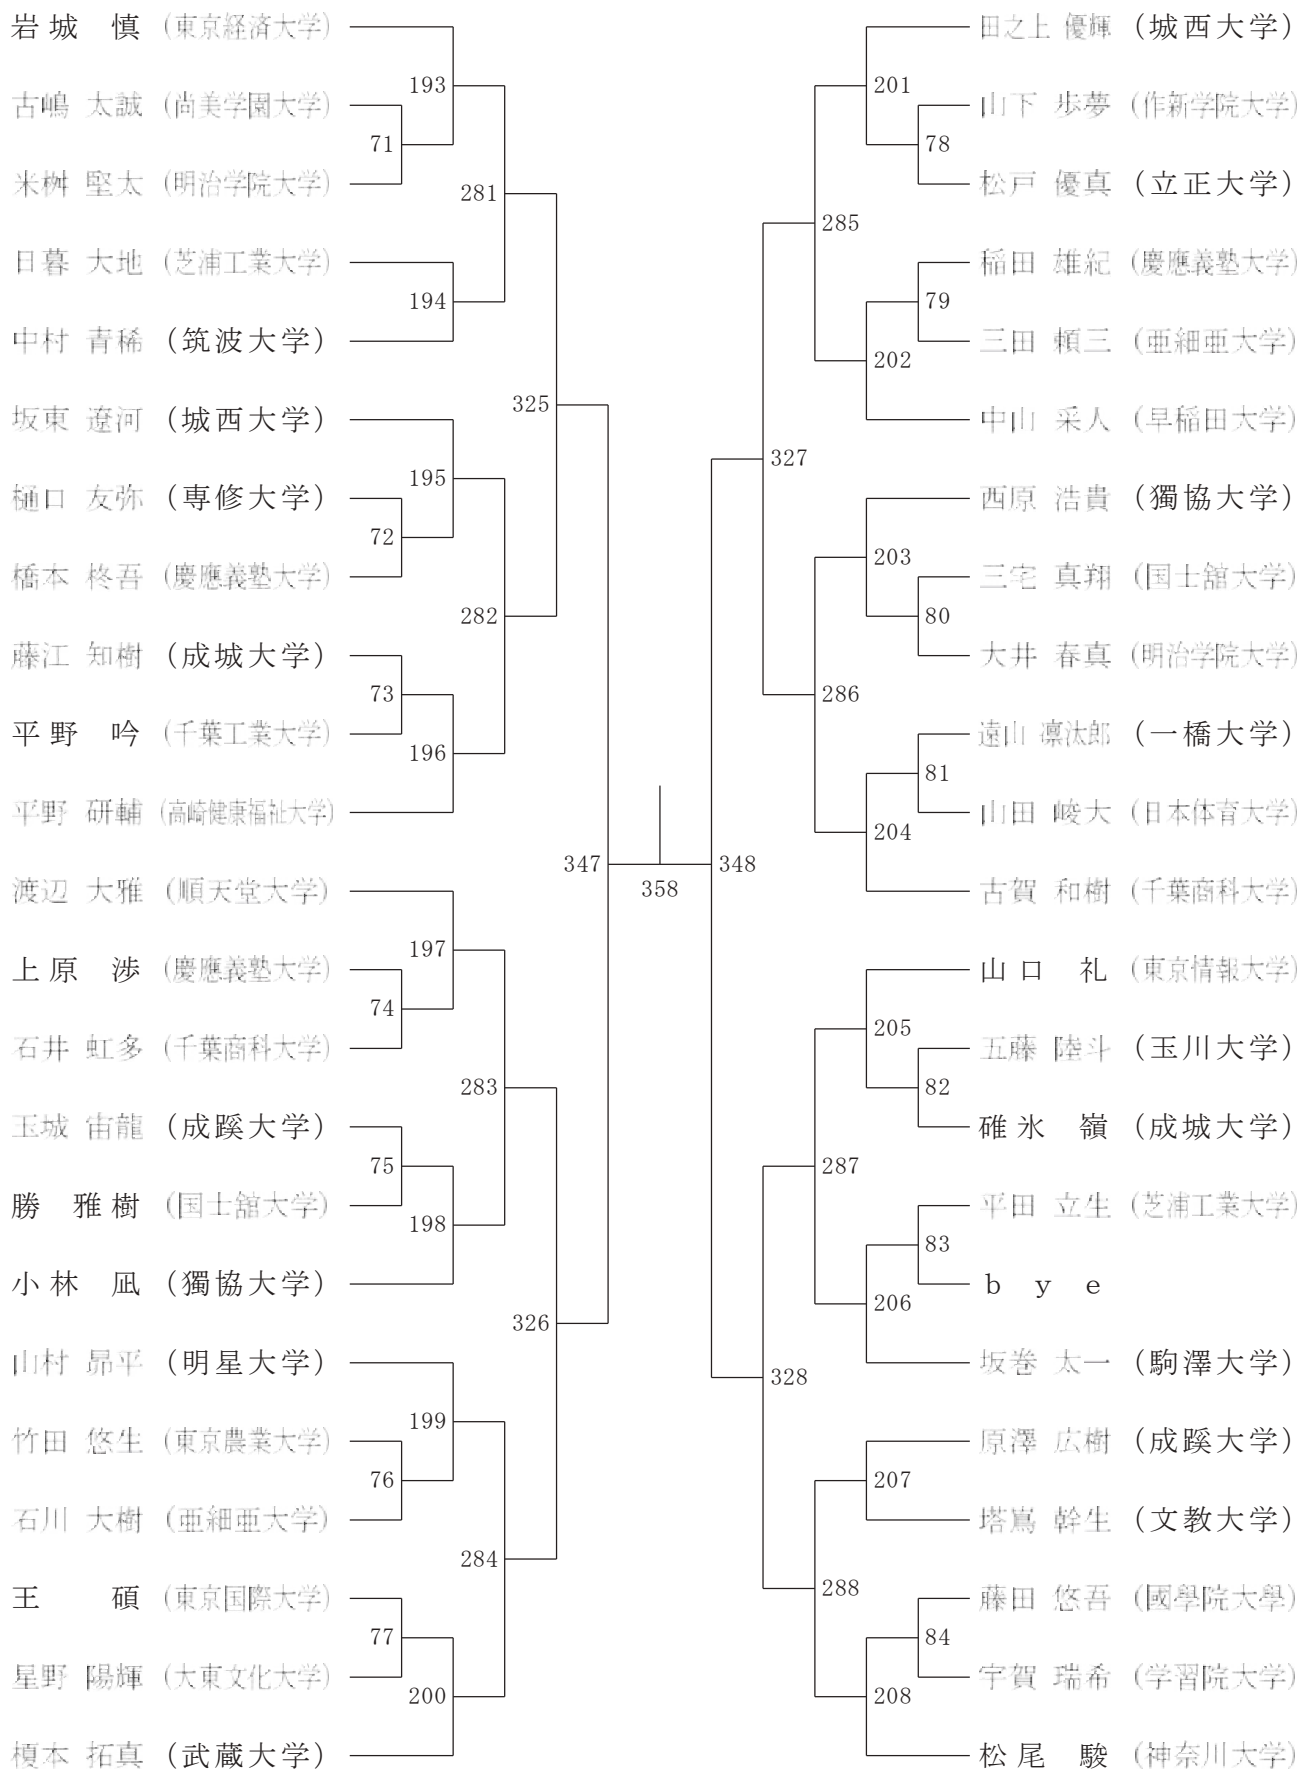 岩城 慎 (東京経済大学)
古嶋 太誠 (尚美学園大学)
米桝 堅太 (明治学院大学)
日暮 大地 (芝浦工業大学)
中村 青稀 (筑波大学)
坂東 遼河 (城西大学)
樋口 友弥 (専修大学)
橋本 柊吾 (慶應義塾大学)
藤江 知樹 (成城大学)
平野 吟 (千葉工業大学)
平野 研輔 (高崎健康福祉大学)
渡辺 大雅 (順天堂大学)
上原 渉 (慶應義塾大学)
石井 虹多 (千葉商科大学)
玉城 宙龍 (成蹊大学)
勝 雅樹 (国士舘大学)
小林 凪 (獨協大学)
山村 昴平 (明星大学)
竹田 悠生 (東京農業大学)
石川 大樹 (亜細亜大学)
王 碩 (東京国際大学)
星野 陽輝 (大東文化大学)
榎本 拓真 (武蔵大学)
71
72
73
74
75
76
77
193
194
195
196
197
198
199
200
281
282
283
284
325
326
347
358
348
327
328
285
286
287
288
201
202
203
204
205
206
207
208
78
79
80
81
82
83
84
田之上 優輝 (城西大学)
山下 歩夢 (作新学院大学)
松戸 優真 (立正大学)
稲田 雄紀 (慶應義塾大学)
三田 頼三 (亜細亜大学)
中山 采人 (早稲田大学)
西原 浩貴 (獨協大学)
三宅 真翔 (国士舘大学)
大井 春真 (明治学院大学)
遠山 凛汰郎 (一橋大学)
山田 峻大 (日本体育大学)
古賀 和樹 (千葉商科大学)
山口 礼 (東京情報大学)
五藤 陸斗 (玉川大学)
碓氷 嶺 (成城大学)
平田 立生 (芝浦工業大学)
bye
坂巻 太一 (駒澤大学)
原澤 広樹 (成蹊大学)
塔嶌 幹生 (文教大学)
藤田 悠吾 (國學院大學)
宇賀 瑞希 (学習院大学)
松尾 駿 (神奈川大学)